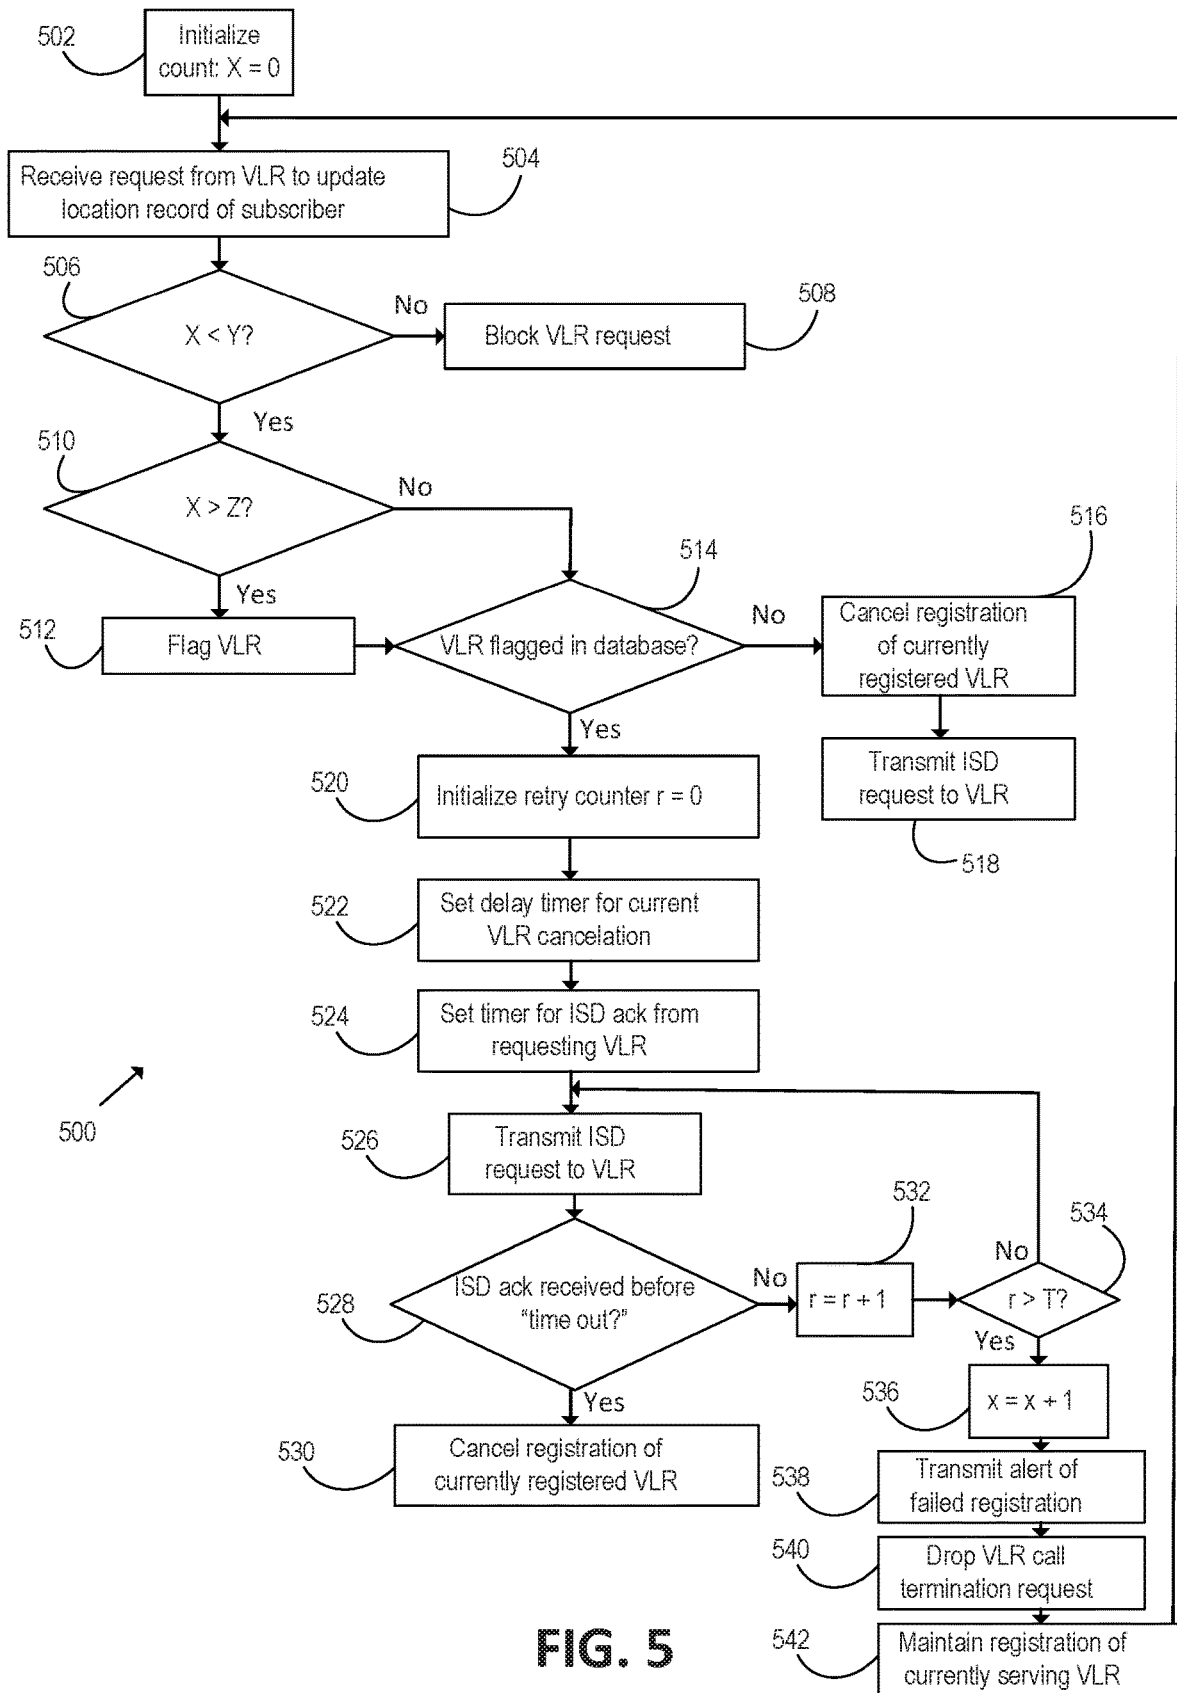 502
Initialize
count: X = 0
Receive request from VLR to update
location record of subscriber
504
506
X < Y?
No
Block VLR request
508
Yes
510
X > Z?
No
Yes
512
Flag VLR
514
VLR flagged in database?
No
516
Cancel registration
of currently
registered VLR
Transmit ISD
request to VLR
518
Yes
520
Initialize retry counter r = 0
522
Set delay timer for current
VLR cancelation
524
Set timer for ISD ack from
requesting VLR
500
526
Transmit ISD
request to VLR
528
ISD ack received before
“time out?”
No
532
r = r + 1
534
No
r > T?
Yes
Yes
530
Cancel registration of
currently registered VLR
536
x = x + 1
538
Transmit alert of
failed registration
540
Drop VLR call
termination request
542
Maintain registration of
currently serving VLR
FIG. 5